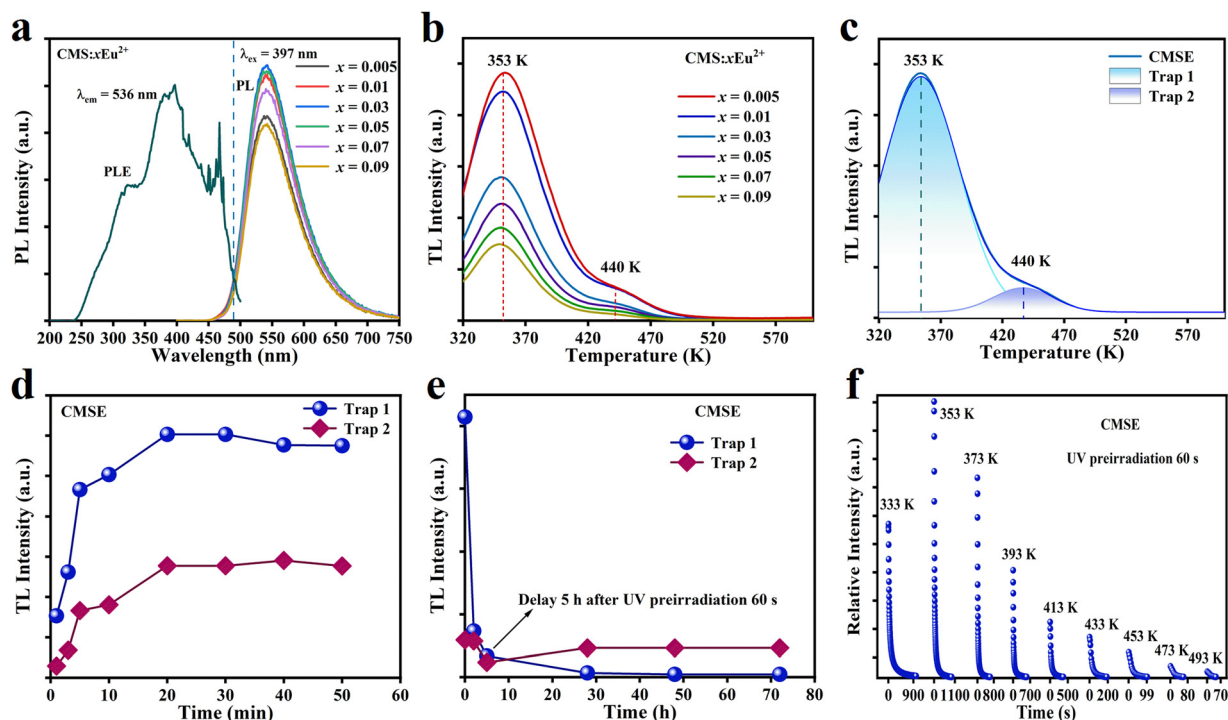 a
CMS:xEu²⁺
λex = 397 nm
λem = 536 nm
PLE
PL
x = 0.005
x = 0.01
x = 0.03
x = 0.05
x = 0.07
x = 0.09
PL Intensity (a.u.)
200 250 300 350 400 450 500 550 600 650 700 750
Wavelength (nm)
b
353 K
CMS:xEu²⁺
x = 0.005
x = 0.01
x = 0.03
x = 0.05
x = 0.07
x = 0.09
440 K
TL Intensity (a.u.)
320 370 420 470 520 570
Temperature (K)
c
353 K
CMSE
Trap 1
Trap 2
440 K
TL Intensity (a.u.)
320 370 420 470 520 570
Temperature (K)
d
CMSE
Trap 1
Trap 2
TL Intensity (a.u.)
0 10 20 30 40 50 60
Time (min)
e
CMSE
Trap 1
Trap 2
Delay 5 h after UV preirradiation 60 s
TL Intensity (a.u.)
0 10 20 30 40 50 60 70 80
Time (h)
f
353 K
CMSE
UV preirradiation 60 s
373 K
333 K
393 K
413 K
433 K
453 K
473 K
493 K
Relative Intensity (a.u.)
0 900 0 1100 0 800 0 700 0 500 0 200 0 99 0 80 0 70
Time (s)